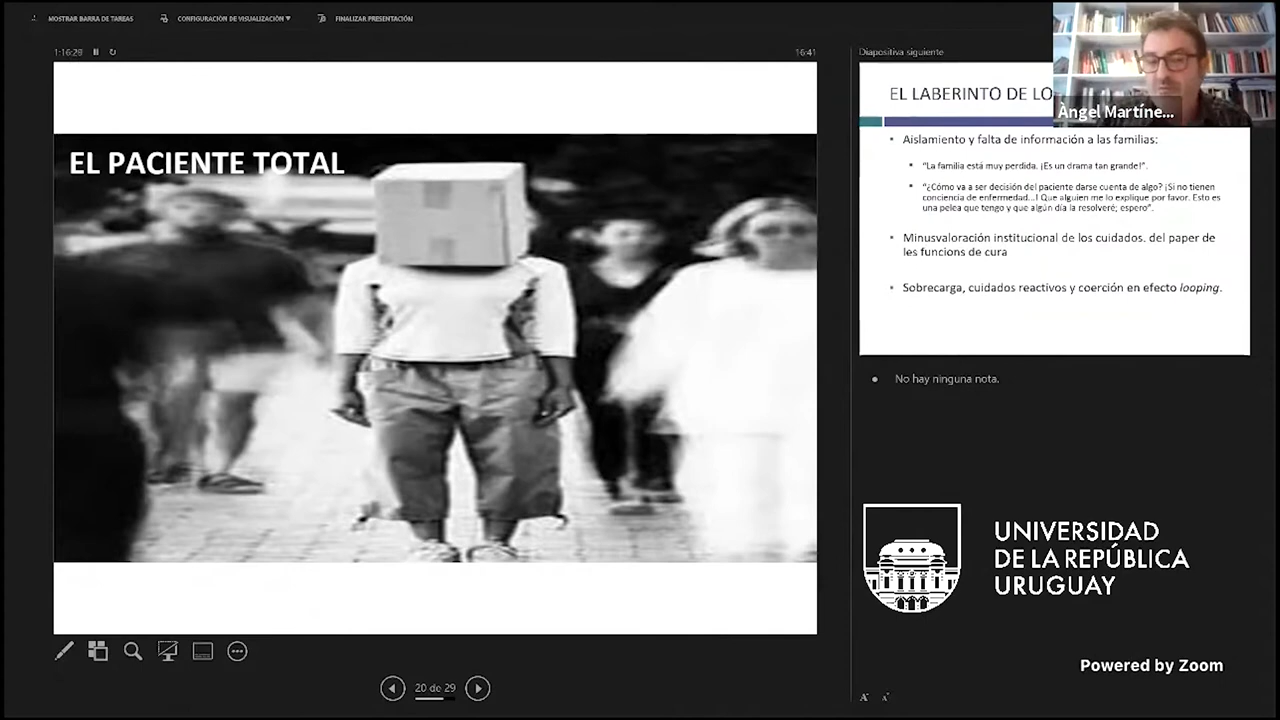 MOSTRAR BARRA DE TAREAS
CONFIGURACIÓN DE VISUALIZACIÓN ▼
FINALIZAR PRESENTACIÓN
1:16:29
16:41
EL PACIENTE TOTAL
20 de 29
Diapositiva siguiente
Àngel Martíne...
EL LABERINTO DE LO
• Aislamiento y falta de información a las familias:
▪ "La familia está muy perdida. ¡Es un drama tan grande!".
▪ "¿Cómo va a ser decisión del paciente darse cuenta de algo? ¡Si no tienen
conciencia de enfermedad...! Que alguien me lo explique por favor. Esto es
una pelea que tengo y que algún día la resolveré; espero".
• Minusvaloración institucional de los cuidados. del paper de
les funcions de cura
• Sobrecarga, cuidados reactivos y coerción en efecto looping.
• No hay ninguna nota.
UNIVERSIDAD
DE LA REPÚBLICA
URUGUAY
Powered by Zoom
A A